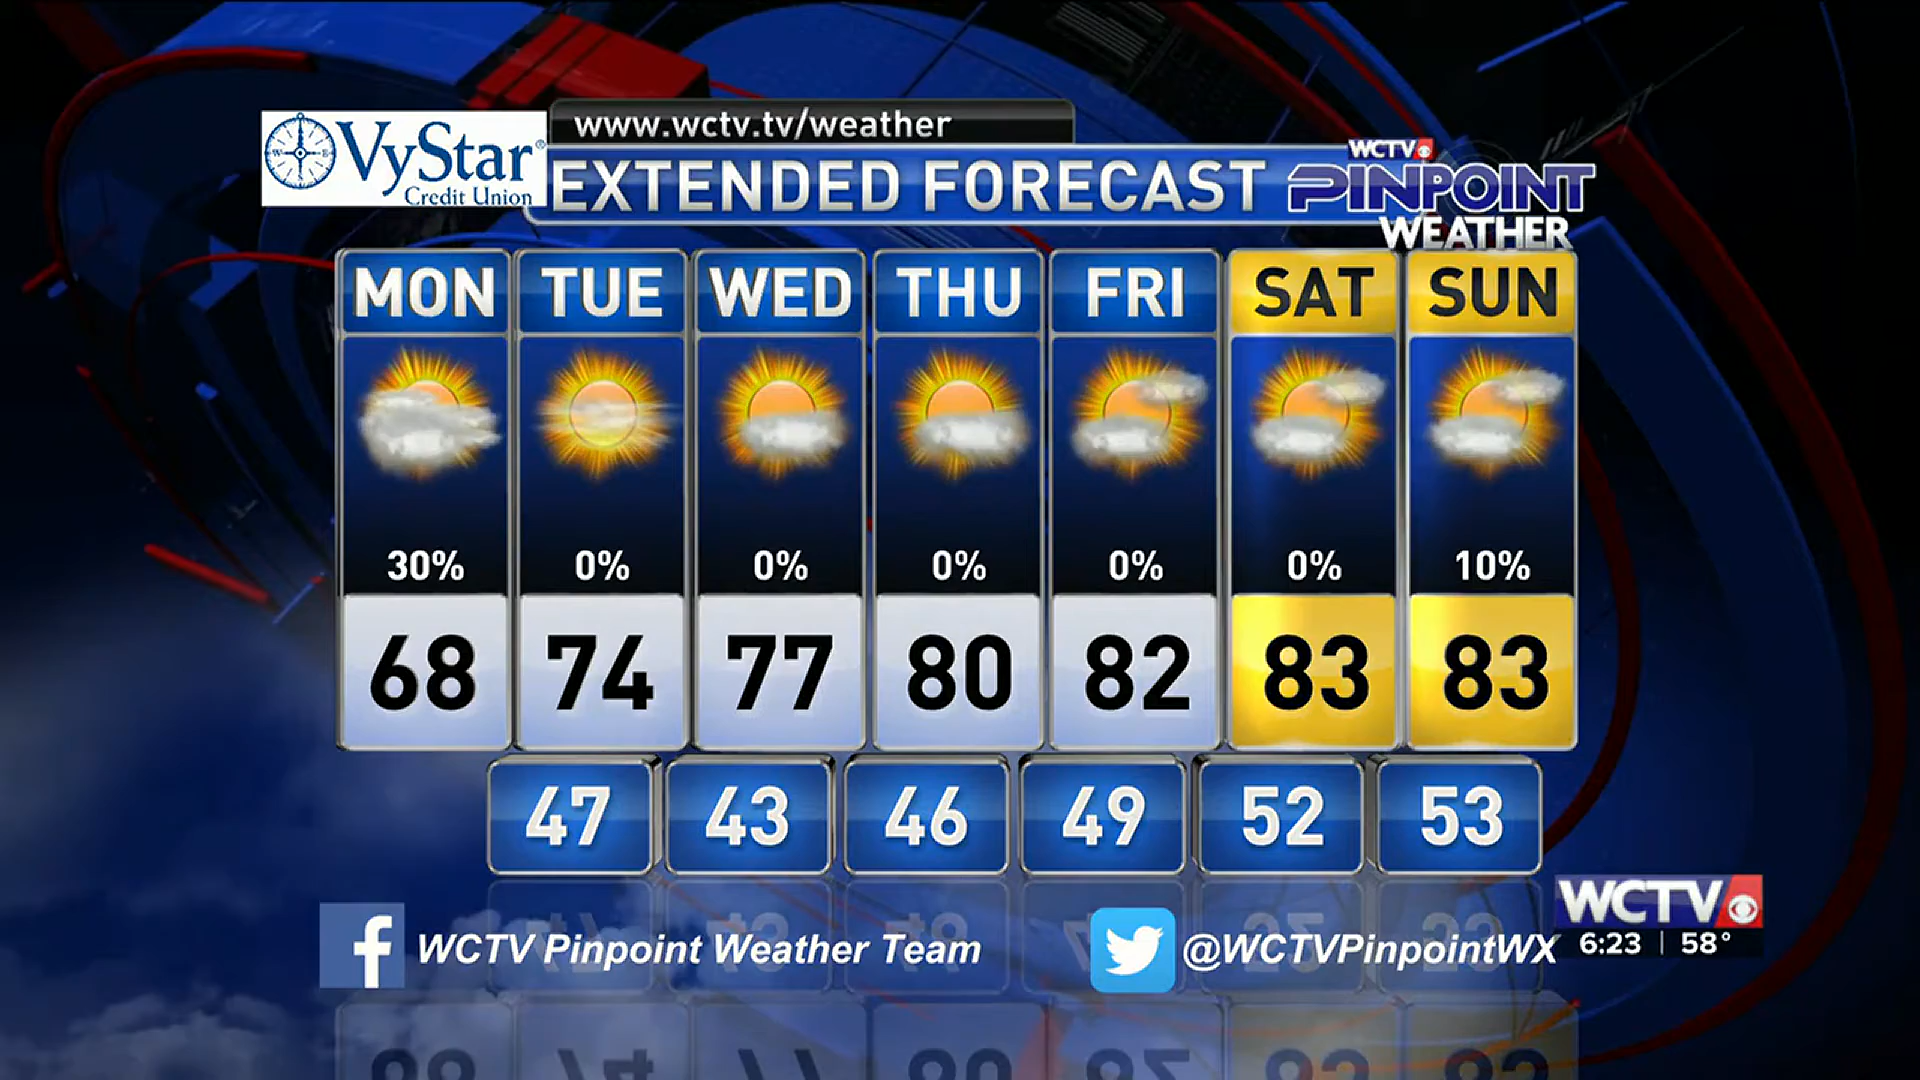 www.wctv.tv/weather
VyStar®
Credit Union
EXTENDED FORECAST
WCTV
PINPOINT
WEATHER
MON TUE WED THU FRI SAT SUN
30% 0% 0% 0% 0% 0% 10%
68 74 77 80 82 83 83
47 43 46 49 52 53
WCTV Pinpoint Weather Team
@WCTVPinpointWX
WCTV
6:23 | 58°